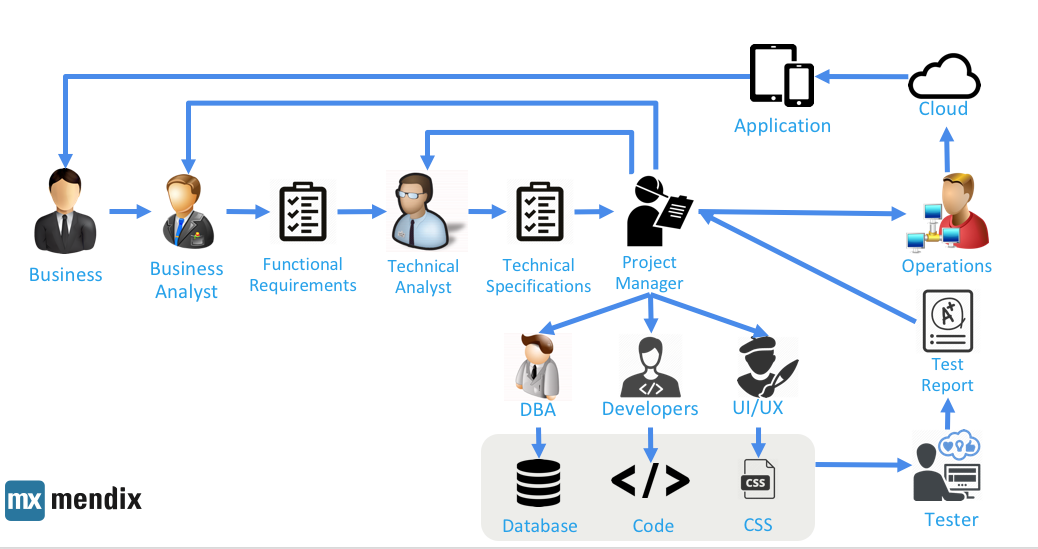 Application
Cloud
Business
Business
Analyst
Functional
Requirements
Technical
Analyst
Technical
Specifications
Project
Manager
Operations
A+
Test
Report
DBA
Developers
UI/UX
</>
CSS
</>
Database
Code
CSS
Tester
mx mendix